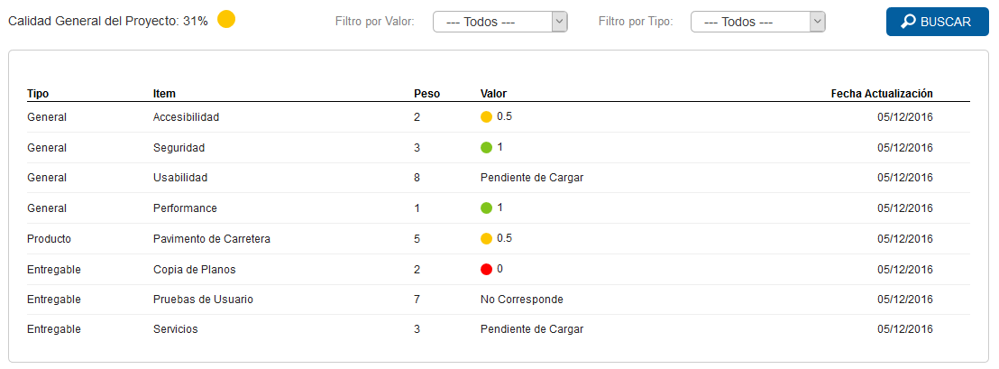 Calidad General del Proyecto: 31% Filtro por Valor: --- Todos --- Filtro por Tipo: --- Todos --- BUSCAR
Tipo Item Peso Valor Fecha Actualización
General Accesibilidad 2 0.5 05/12/2016
General Seguridad 3 1 05/12/2016
General Usabilidad 8 Pendiente de Cargar 05/12/2016
General Performance 1 1 05/12/2016
Producto Pavimento de Carretera 5 0.5 05/12/2016
Entregable Copia de Planos 2 0 05/12/2016
Entregable Pruebas de Usuario 7 No Corresponde 05/12/2016
Entregable Servicios 3 Pendiente de Cargar 05/12/2016